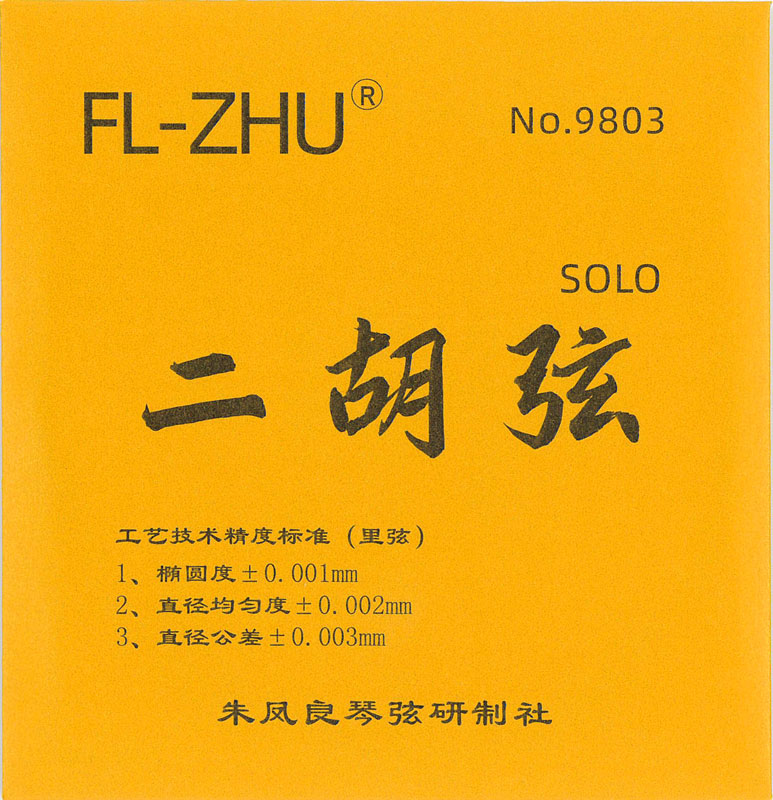 FL-ZHU®
No.9803
SOLO
二胡弦
工艺技术精度标准（里弦）
1、椭圆度±0.001mm
2、直径均匀度±0.002mm
3、直径公差±0.003mm
朱凤良琴弦研制社